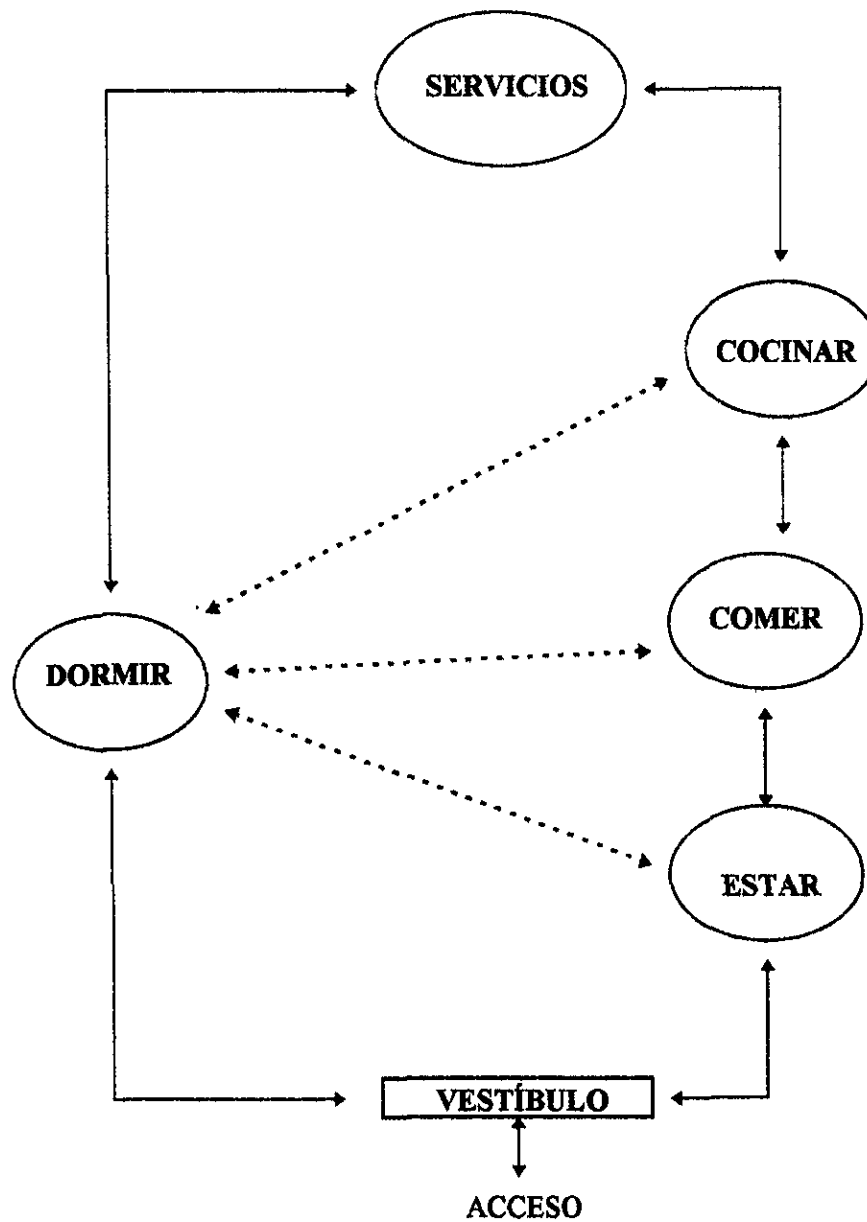 SERVICIOS
COCINAR
COMER
DORMIR
ESTAR
VESTÍBULO
ACCESO